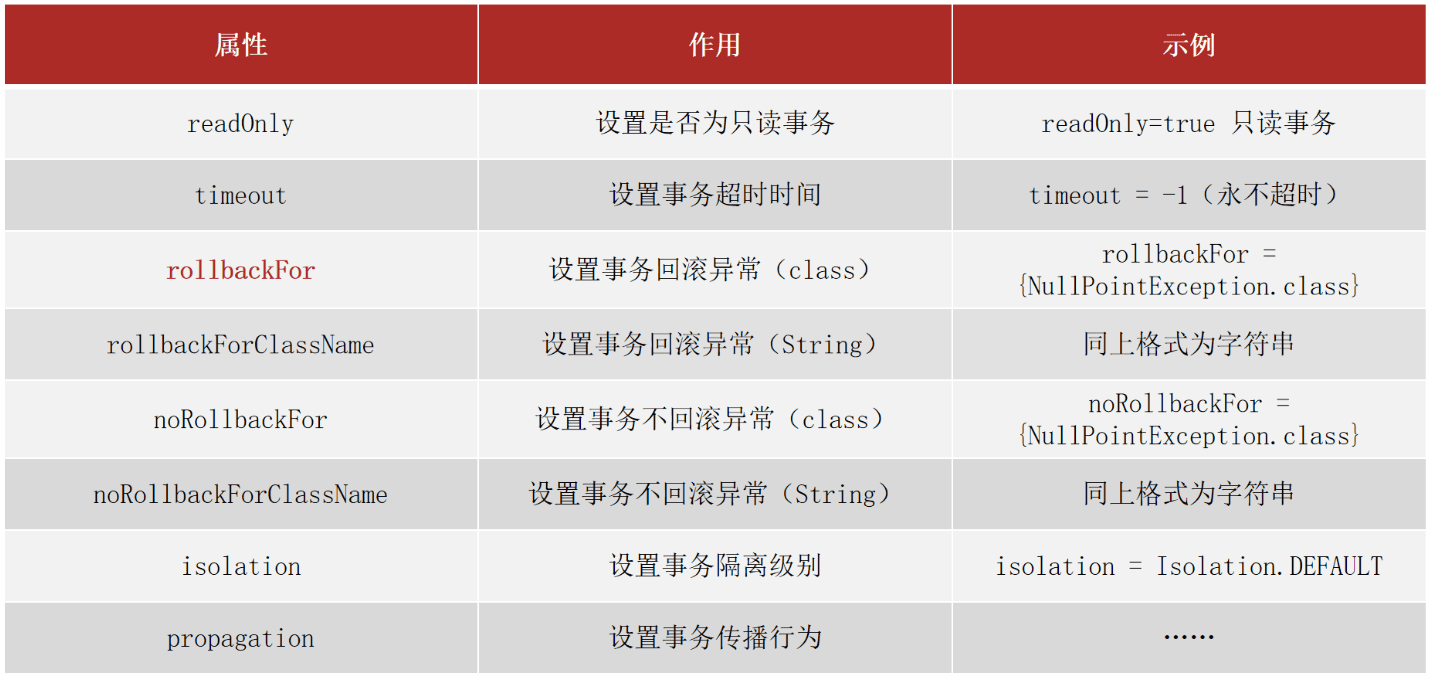 属性 作用 示例
readOnly 设置是否为只读事务 readOnly=true 只读事务
timeout 设置事务超时时间 timeout = -1（永不超时）
rollbackFor 设置事务回滚异常（class） rollbackFor =
{NullPointException.class}
rollbackForClassName 设置事务回滚异常（String） 同上格式为字符串
noRollbackFor 设置事务不回滚异常（class） noRollbackFor =
{NullPointException.class}
noRollbackForClassName 设置事务不回滚异常（String） 同上格式为字符串
isolation 设置事务隔离级别 isolation = Isolation.DEFAULT
propagation 设置事务传播行为 ……